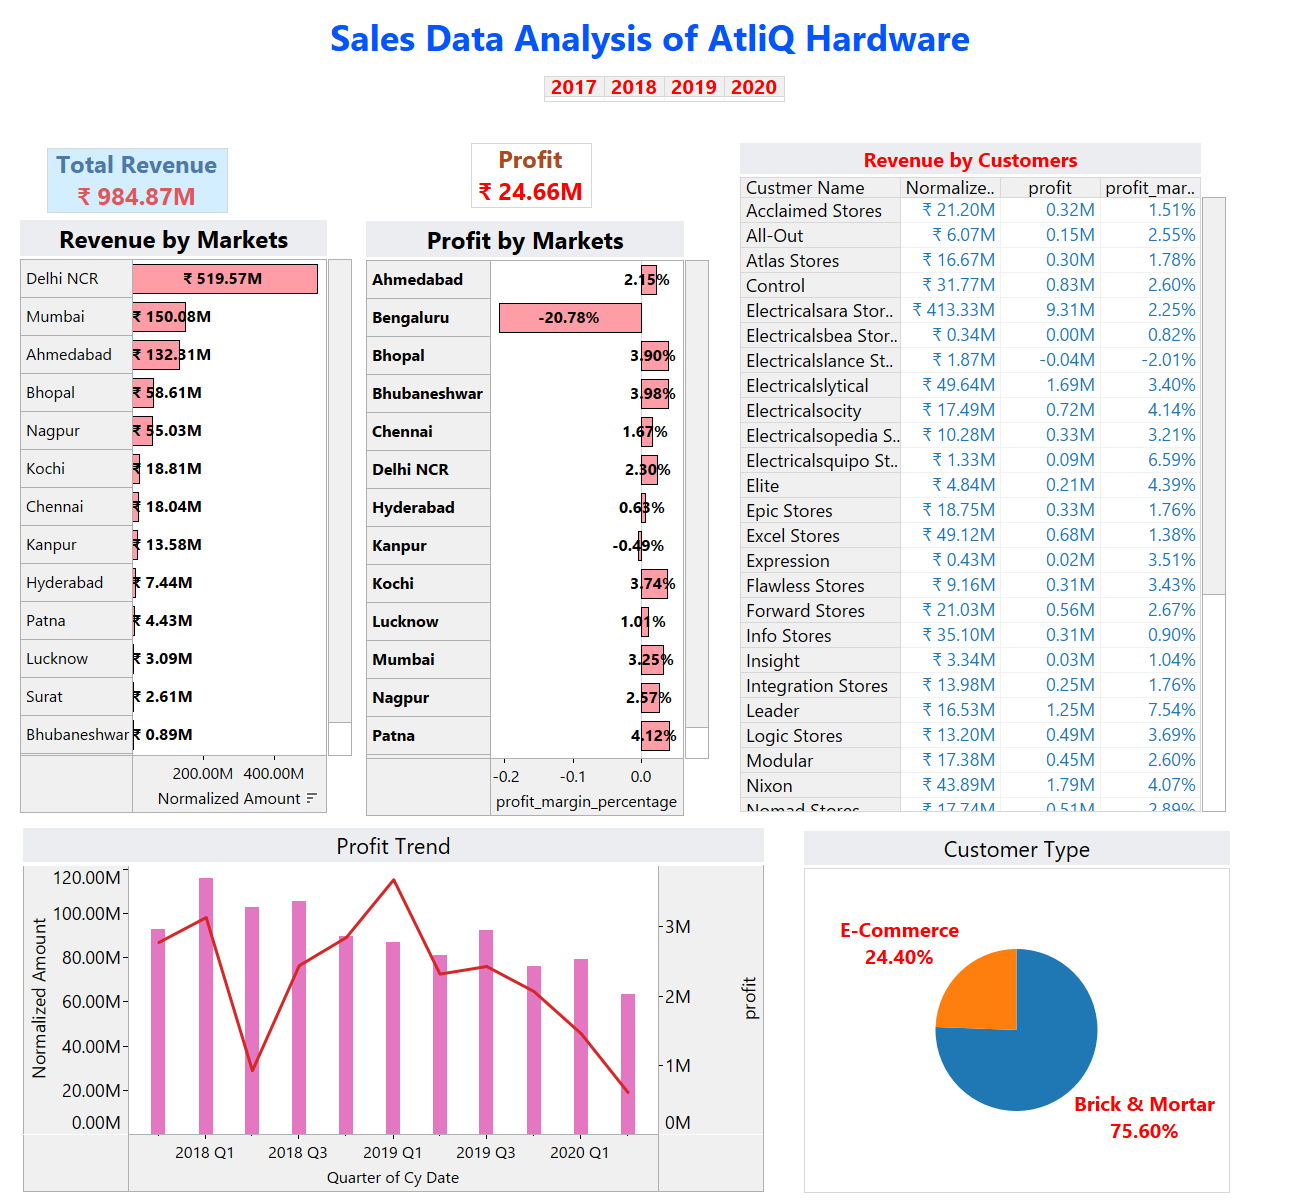 Sales Data Analysis of AtliQ Hardware
2017 2018 2019 2020
Total Revenue
₹ 984.87M
Profit
₹ 24.66M
Revenue by Markets
Delhi NCR ₹ 519.57M
Mumbai ₹ 150.08M
Ahmedabad ₹ 132.31M
Bhopal ₹ 58.61M
Nagpur ₹ 55.03M
Kochi ₹ 18.81M
Chennai ₹ 18.04M
Kanpur ₹ 13.58M
Hyderabad ₹ 7.44M
Patna ₹ 4.43M
Lucknow ₹ 3.09M
Surat ₹ 2.61M
Bhubaneshwar ₹ 0.89M
200.00M 400.00M
Normalized Amount
Profit by Markets
Ahmedabad 2.15%
Bengaluru -20.78%
Bhopal 3.90%
Bhubaneshwar 3.98%
Chennai 1.67%
Delhi NCR 2.30%
Hyderabad 0.63%
Kanpur -0.49%
Kochi 3.74%
Lucknow 1.01%
Mumbai 3.25%
Nagpur 2.57%
Patna 4.12%
-0.2 -0.1 0.0
profit_margin_percentage
Revenue by Customers
Custmer Name Normalize.. profit profit_mar..
Acclaimed Stores ₹ 21.20M 0.32M 1.51%
All-Out ₹ 6.07M 0.15M 2.55%
Atlas Stores ₹ 16.67M 0.30M 1.78%
Control ₹ 31.77M 0.83M 2.60%
Electricalsara Stor.. ₹ 413.33M 9.31M 2.25%
Electricalsbea Stor.. ₹ 0.34M 0.00M 0.82%
Electricalslance St.. ₹ 1.87M -0.04M -2.01%
Electricalslytical ₹ 49.64M 1.69M 3.40%
Electricalsocity ₹ 17.49M 0.72M 4.14%
Electricalsopedia S.. ₹ 10.28M 0.33M 3.21%
Electricalsquipo St.. ₹ 1.33M 0.09M 6.59%
Elite ₹ 4.84M 0.21M 4.39%
Epic Stores ₹ 18.75M 0.33M 1.76%
Excel Stores ₹ 49.12M 0.68M 1.38%
Expression ₹ 0.43M 0.02M 3.51%
Flawless Stores ₹ 9.16M 0.31M 3.43%
Forward Stores ₹ 21.03M 0.56M 2.67%
Info Stores ₹ 35.10M 0.31M 0.90%
Insight ₹ 3.34M 0.03M 1.04%
Integration Stores ₹ 13.98M 0.25M 1.76%
Leader ₹ 16.53M 1.25M 7.54%
Logic Stores ₹ 13.20M 0.49M 3.69%
Modular ₹ 17.38M 0.45M 2.60%
Nixon ₹ 43.89M 1.79M 4.07%
Nomad Stores ₹ 17.74M 0.51M 2.89%
Profit Trend
Normalized Amount
120.00M
100.00M
80.00M
60.00M
40.00M
20.00M
0.00M
3M
2M
1M
0M
profit
2018 Q1 2018 Q3 2019 Q1 2019 Q3 2020 Q1
Quarter of Cy Date
Customer Type
E-Commerce
24.40%
Brick & Mortar
75.60%